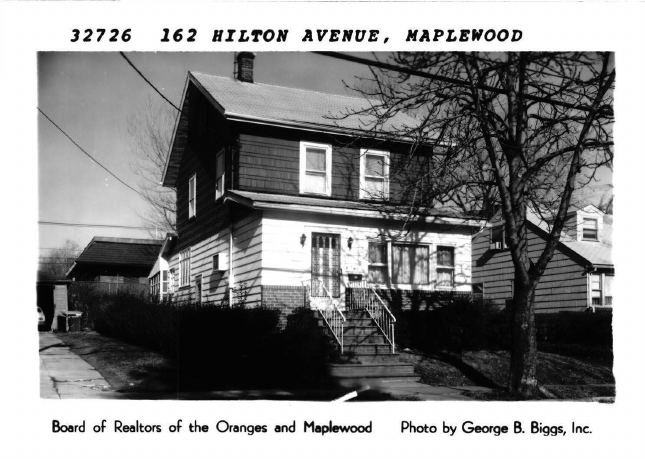 32726 162 HILTON AVENUE, MAPLEWOOD
Board of Realtors of the Oranges and Maplewood Photo by George B. Biggs, Inc.